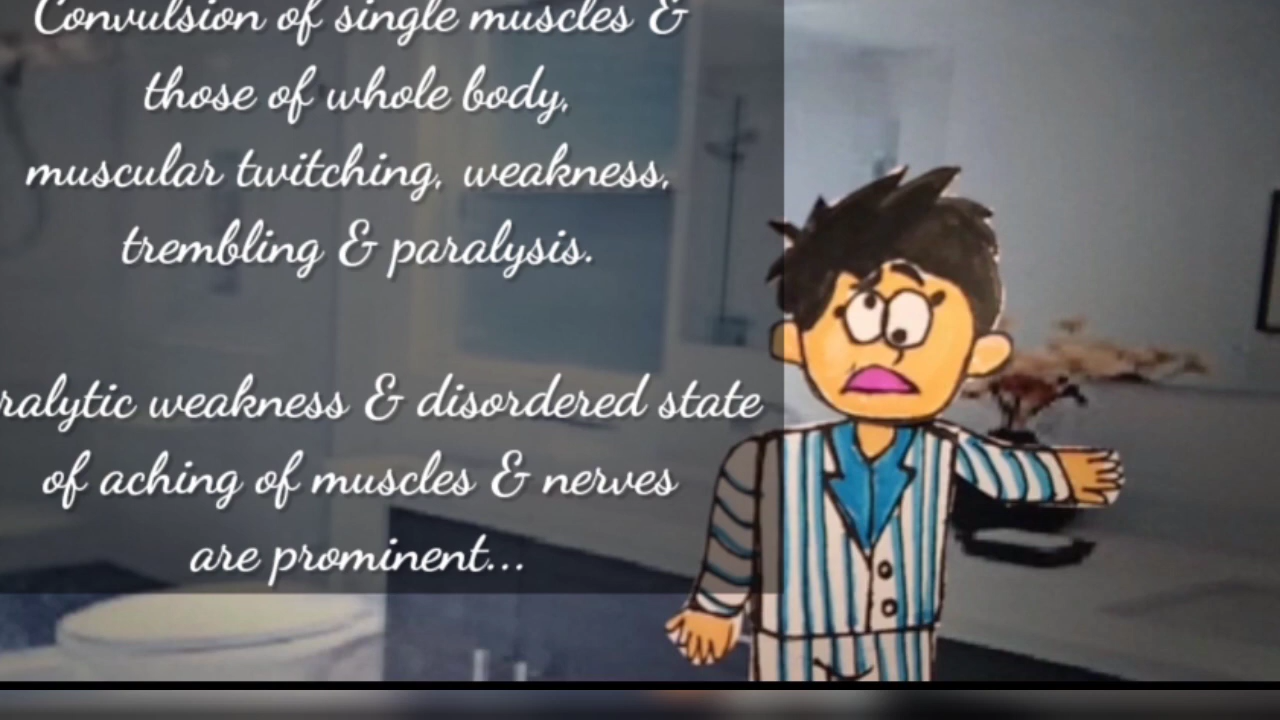 Convulsion of single muscles &
those of whole body,
muscular twitching, weakness,
trembling & paralysis.
weakness & disordered state
of aching of muscles & nerves
are prominent...